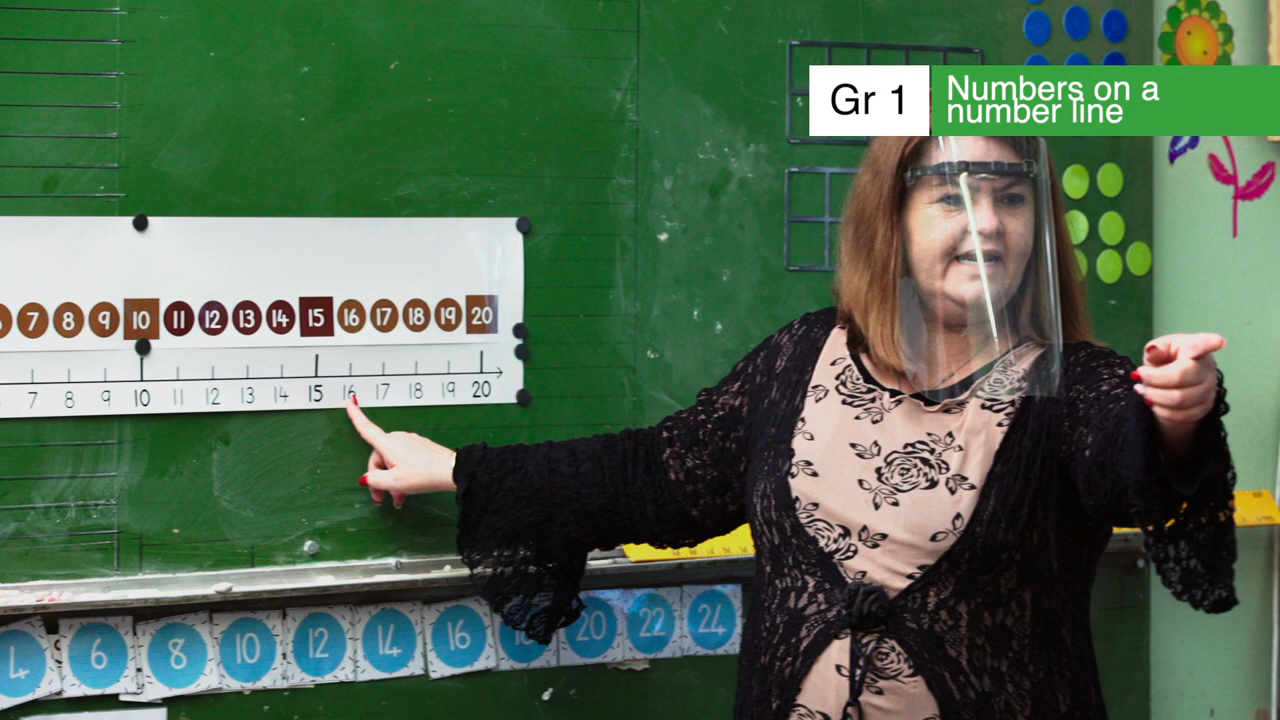 Gr 1
Numbers on a
number line
7 8 9 10 11 12 13 14 15 16 17 18 19 20
7 8 9 10 11 12 13 14 15 16 17 18 19 20
4 6 8 10 12 14 16 18 20 22 24